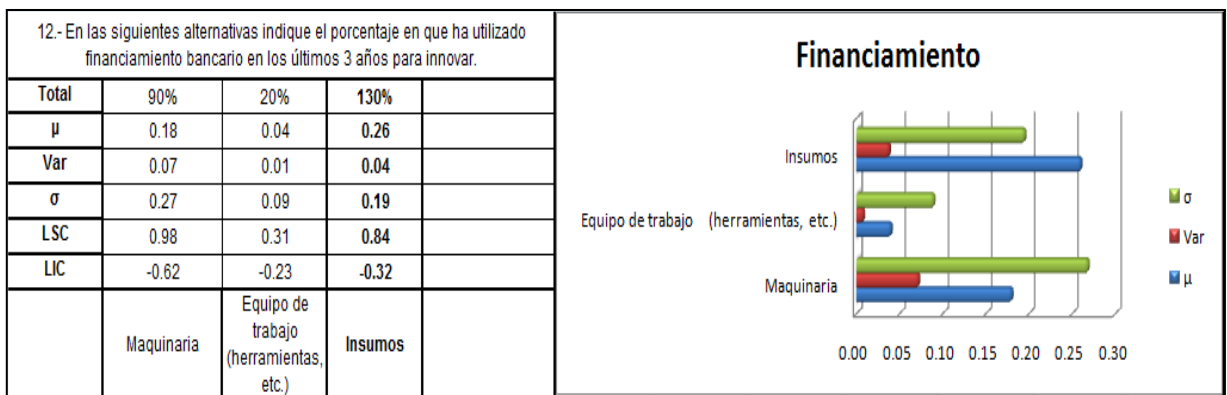 12.- En las siguientes alternativas indique el porcentaje en que ha utilizado
financiamiento bancario en los últimos 3 años para innovar.
Total 90% 20% 130%
μ 0.18 0.04 0.26
Var 0.07 0.01 0.04
σ 0.27 0.09 0.19
LSC 0.98 0.31 0.84
LIC -0.62 -0.23 -0.32
Maquinaria
Equipo de
trabajo
(herramientas,
etc.)
Insumos
Financiamiento
Insumos
Equipo de trabajo (herramientas, etc.)
Maquinaria
0.00 0.05 0.10 0.15 0.20 0.25 0.30
σ
Var
μ